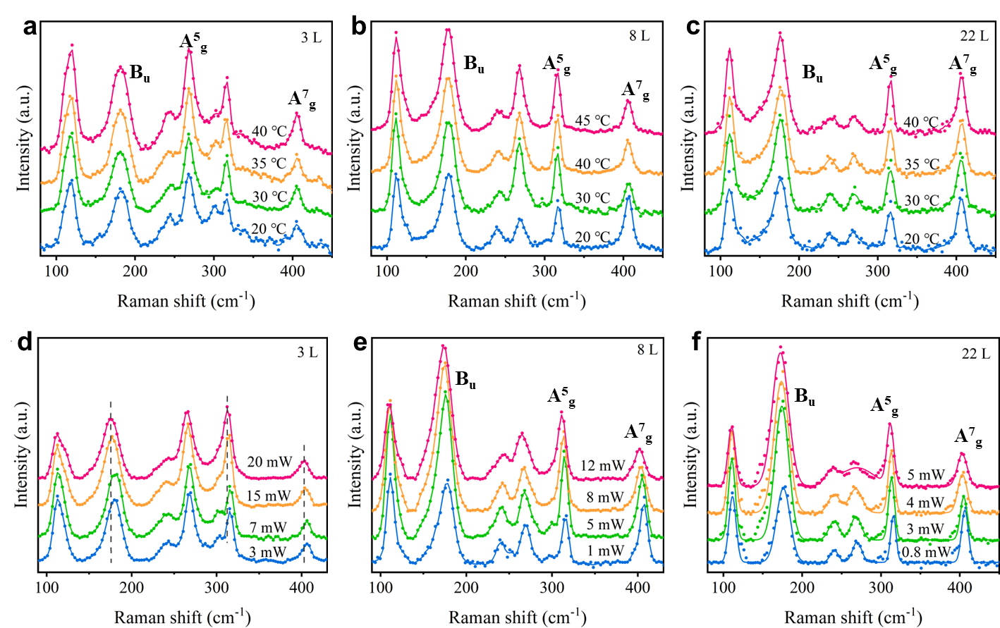 a
3 L
A⁵g
Bu
A⁷g
40 ℃
35 ℃
30 ℃
20 ℃
100 200 300 400
Raman shift (cm⁻¹)
Intensity (a.u.)
b
8 L
Bu
A⁵g
A⁷g
45 ℃
40 ℃
30 ℃
20 ℃
100 200 300 400
Raman shift (cm⁻¹)
Intensity (a.u.)
c
22 L
Bu
A⁵g
A⁷g
40 ℃
35 ℃
30 ℃
20 ℃
100 200 300 400
Raman shift (cm⁻¹)
Intensity (a.u.)
d
3 L
20 mW
15 mW
7 mW
3 mW
100 200 300 400
Raman shift (cm⁻¹)
Intensity (a.u.)
e
8 L
Bu
A⁵g
A⁷g
12 mW
8 mW
5 mW
1 mW
100 200 300 400
Raman shift (cm⁻¹)
Intensity (a.u.)
f
22 L
Bu
A⁵g
A⁷g
5 mW
4 mW
3 mW
0.8 mW
100 200 300 400
Raman shift (cm⁻¹)
Intensity (a.u.)